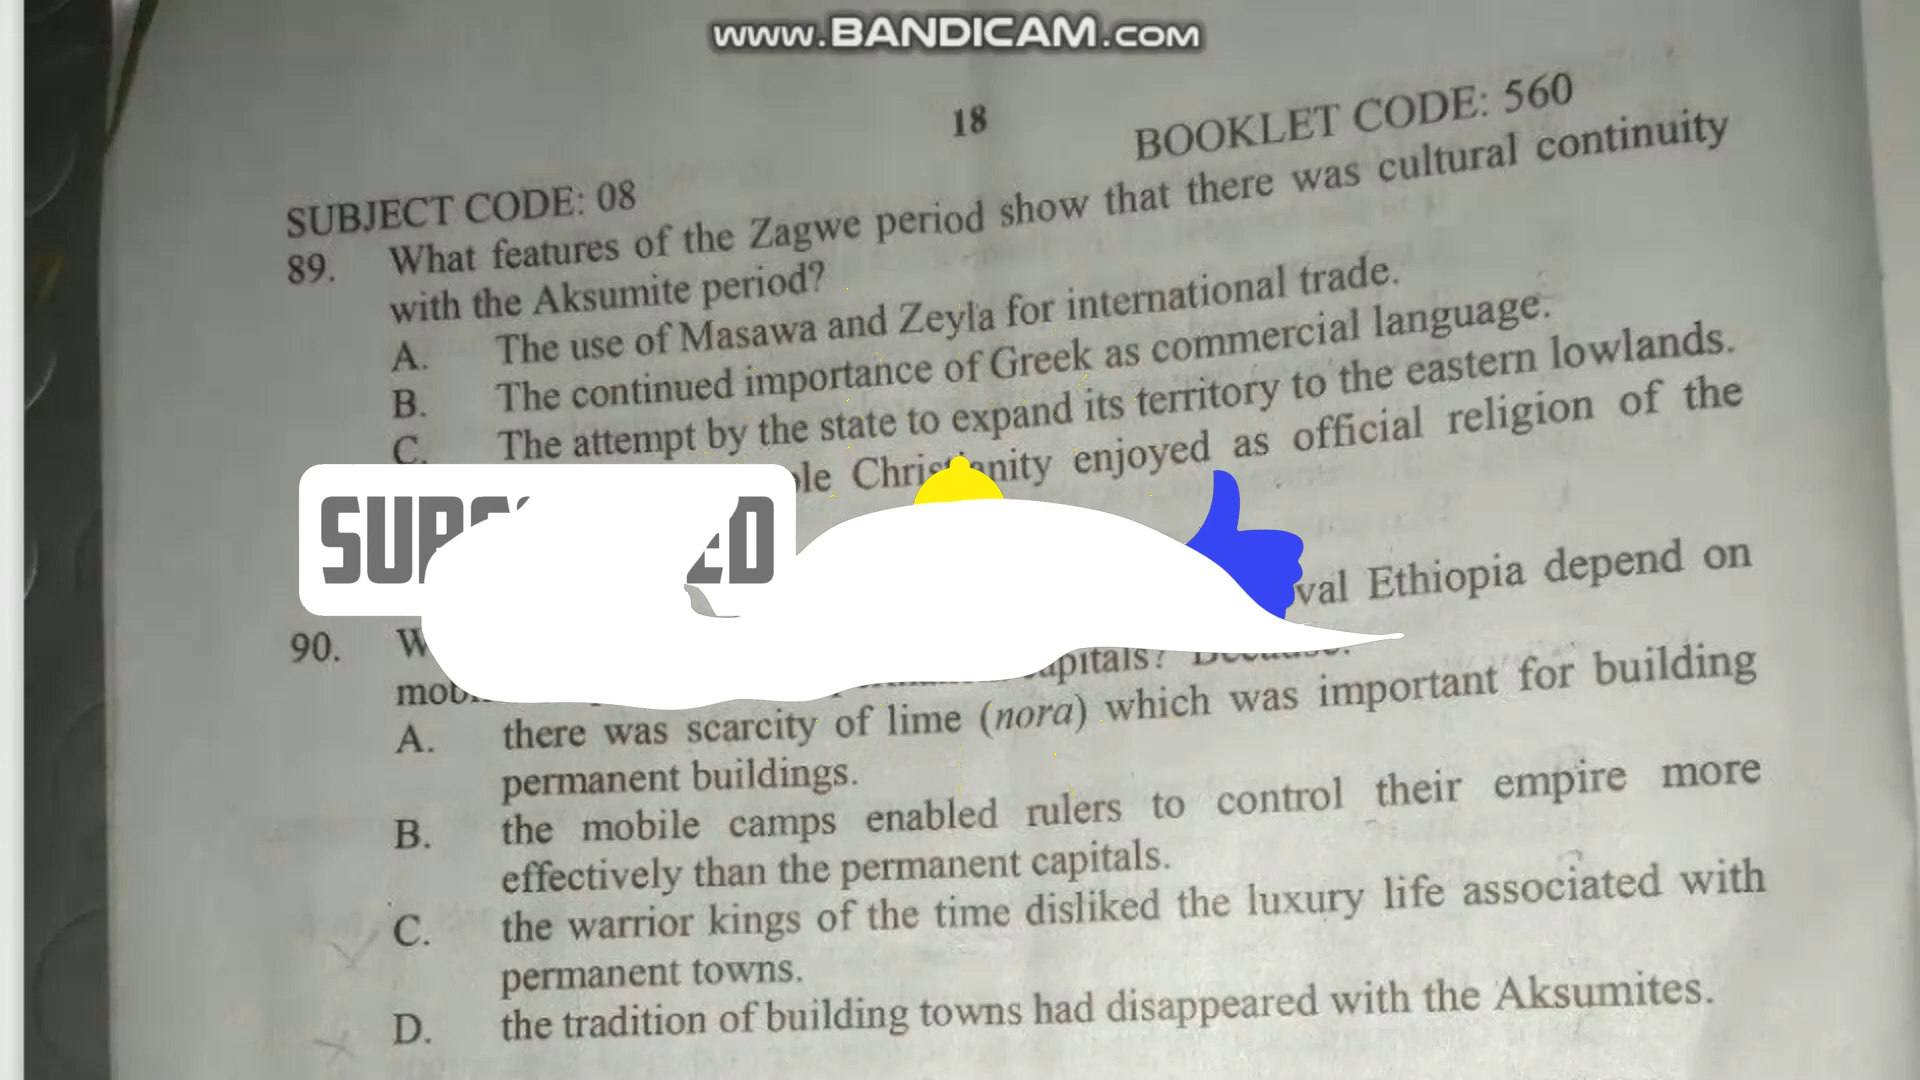 www.BANDICAM.com
18
BOOKLET CODE: 560
SUBJECT CODE: 08
89. What features of the Zagwe period show that there was cultural continuity
with the Aksumite period?
A. The use of Masawa and Zeyla for international trade.
B. The continued importance of Greek as commercial language.
C. The attempt by the state to expand its territory to the eastern lowlands.
enjoyed as official religion of the
90. Ethiopia depend on
A. there was scarcity of lime (nora) which was important for building
permanent buildings.
B. the mobile camps enabled rulers to control their empire more
effectively than the permanent capitals.
C. the warrior kings of the time disliked the luxury life associated with
permanent towns.
D. the tradition of building towns had disappeared with the Aksumites.